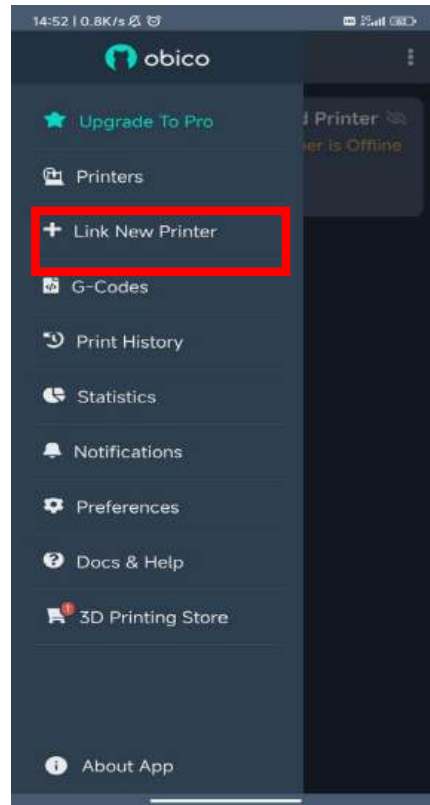 14:52 | 0.8K/s
obico
Upgrade To Pro
d Printer
Printers
er is Offline
Link New Printer
G-Codes
Print History
Statistics
Notifications
Preferences
Docs & Help
1
3D Printing Store
About App